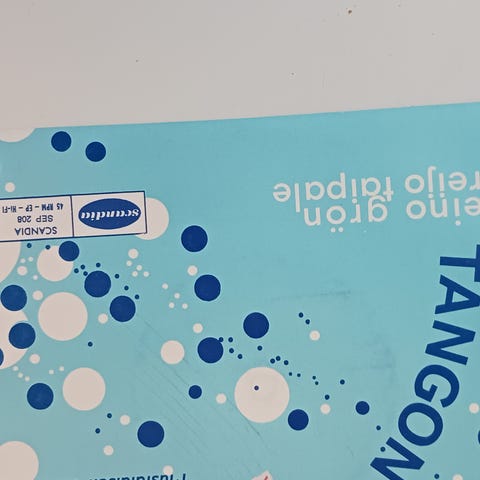 TANGON
eino grön
reijo taipale
scandia
SCANDIA
SEP 208
45 RPM – EP – HI-FI